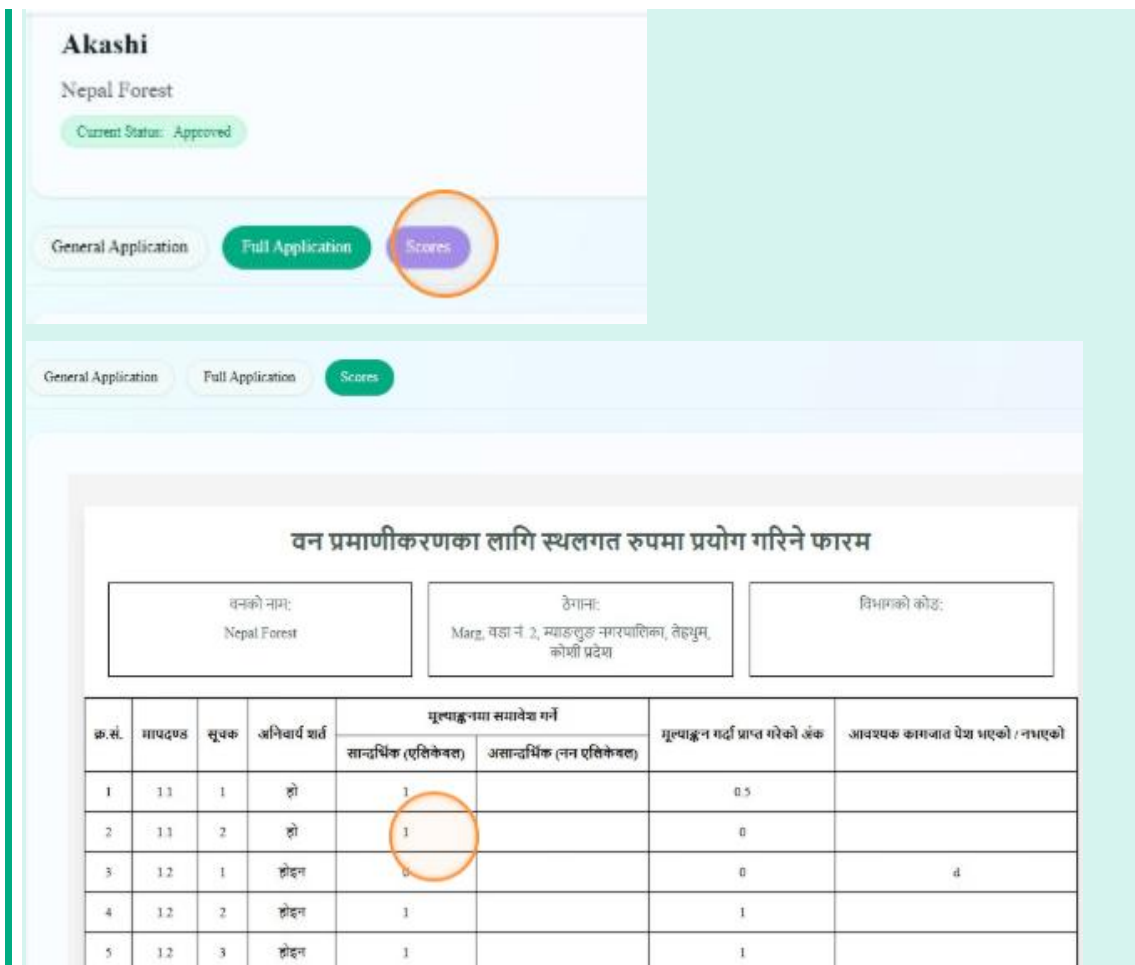 Akashi
Nepal Forest
Current Status: Approved
General Application Full Application Scores
General Application Full Application Scores
वन प्रमाणीकरणका लागि स्थलगत रुपमा प्रयोग गरिने फारम
वनको नाम:
Nepal Forest
ठेगाना:
Marg, वडा नं. 2, म्याङलुङ नगरपालिका, तेह्रथुम,
कोशी प्रदेश
विभागको कोड:
क्र.सं. मापदण्ड सूचक अनिवार्य शर्त मूल्याङ्कनमा समावेश गर्ने मूल्याङ्कन गर्दा प्राप्त गरेको अंक आवश्यक कागजात पेश भएको / नभएको
सान्दर्भिक (एप्लिकेबल) असान्दर्भिक (नन एप्लिकेबल)
1 1.1 1 हो 1 0.5
2 1.1 2 हो 1 0
3 1.2 1 होइन 0 0 d
4 1.2 2 होइन 1 1
5 1.2 3 होइन 1 1